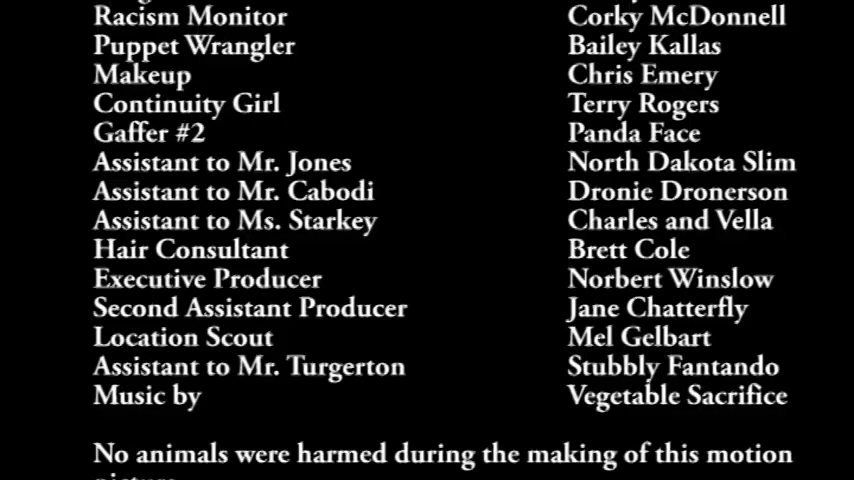 Racism Monitor Corky McDonnell
Puppet Wrangler Bailey Kallas
Makeup Chris Emery
Continuity Girl Terry Rogers
Gaffer #2 Panda Face
Assistant to Mr. Jones North Dakota Slim
Assistant to Mr. Cabodi Dronie Dronerson
Assistant to Ms. Starkey Charles and Vella
Hair Consultant Brett Cole
Executive Producer Norbert Winslow
Second Assistant Producer Jane Chatterfly
Location Scout Mel Gelbart
Assistant to Mr. Turgerton Stubbly Fantando
Music by Vegetable Sacrifice
No animals were harmed during the making of this motion